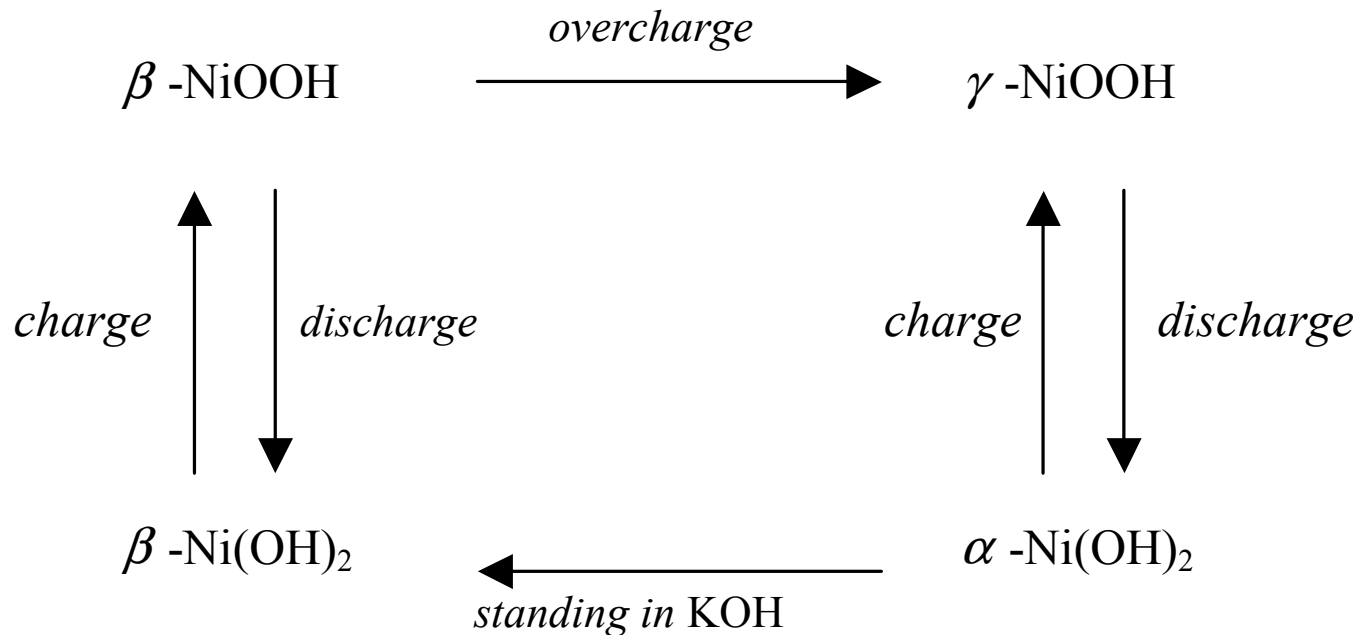 overcharge
β -NiOOH
γ -NiOOH
charge
discharge
charge
discharge
β -Ni(OH)₂
α -Ni(OH)₂
standing in KOH